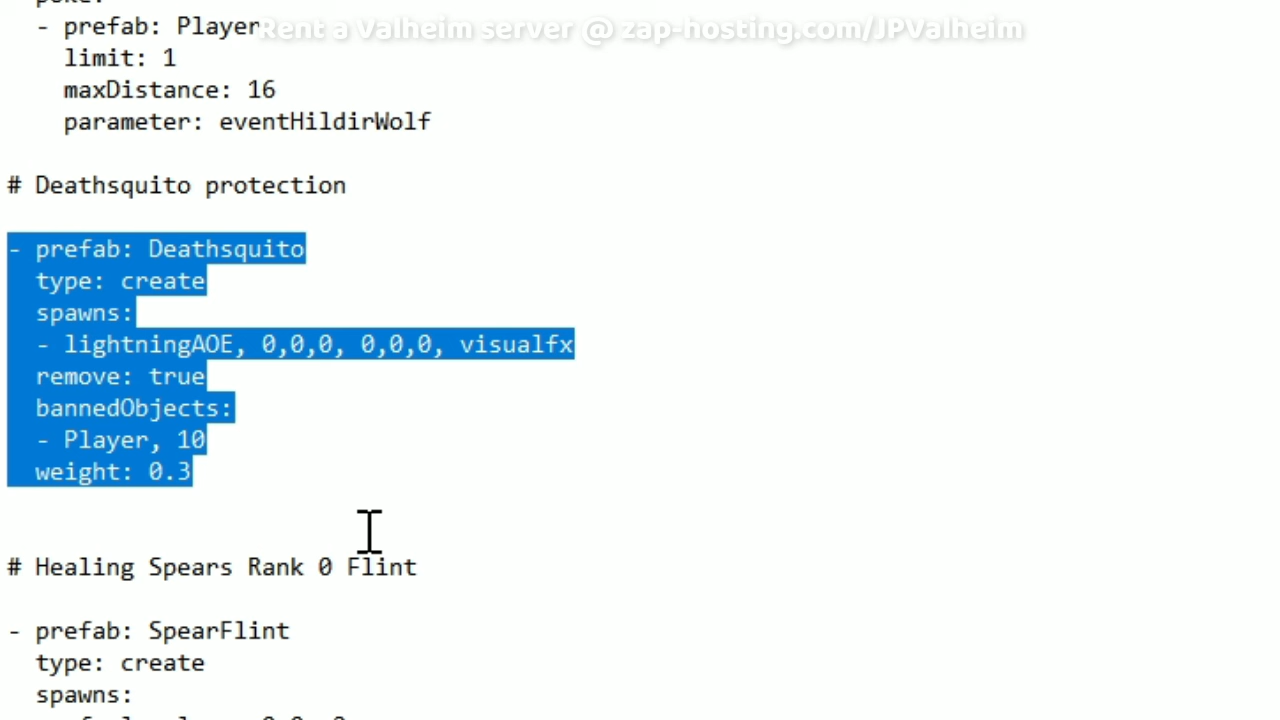 - prefab: Player
Rent a Valheim server @ zap-hosting.com/JPValheim
limit: 1
maxDistance: 16
parameter: eventHildirWolf
# Deathsquito protection
- prefab: Deathsquito
type: create
spawns:
- lightningAOE, 0,0,0, 0,0,0, visualfx
remove: true
bannedObjects:
- Player, 10
weight: 0.3
# Healing Spears Rank 0 Flint
- prefab: SpearFlint
type: create
spawns: